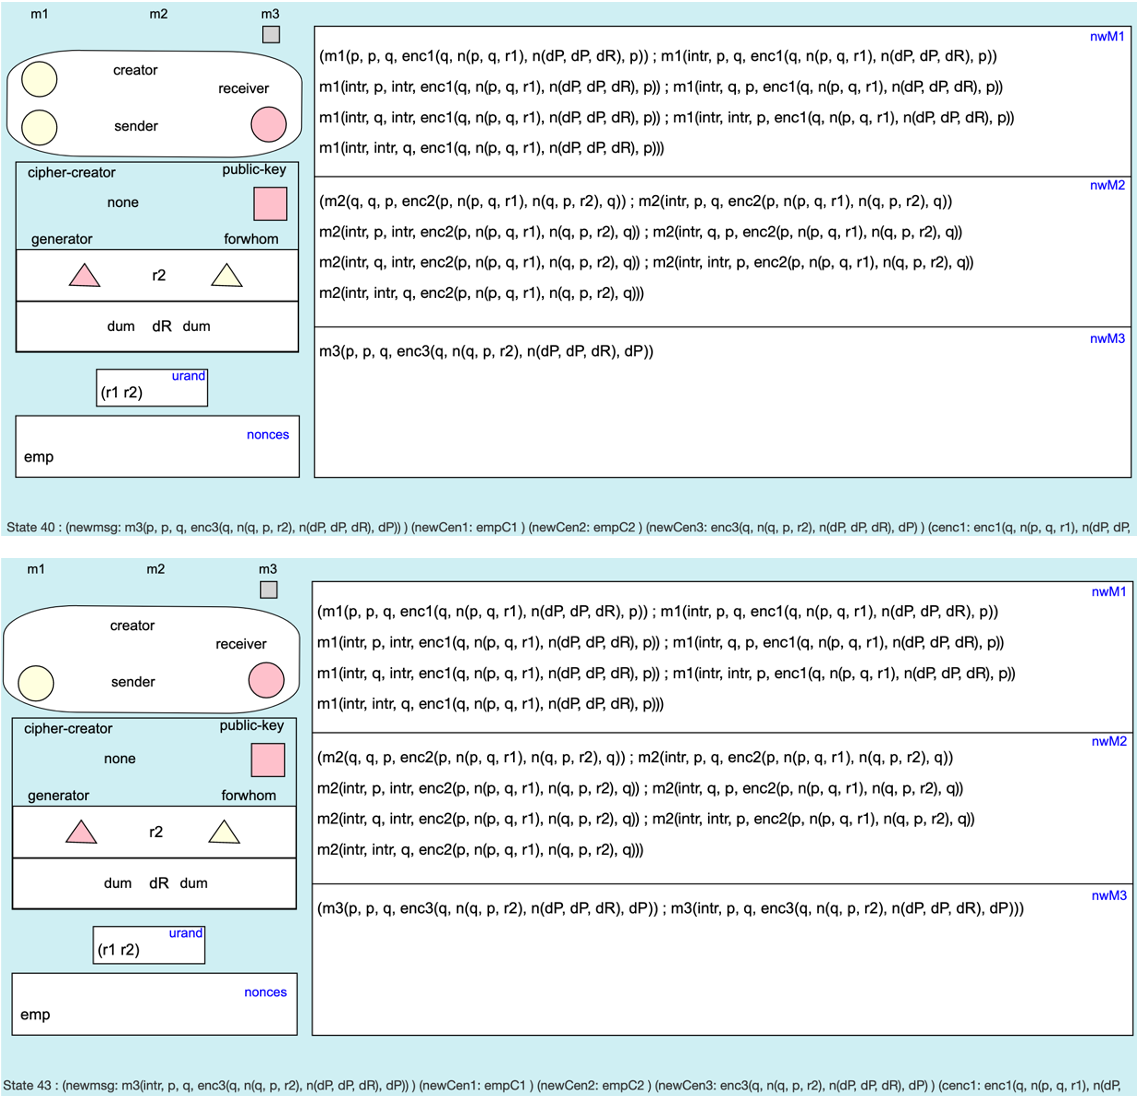 m1 m2 m3
nwM1
(m1(p, p, q, enc1(q, n(p, q, r1), n(dP, dP, dR), p)) ; m1(intr, p, q, enc1(q, n(p, q, r1), n(dP, dP, dR), p))
creator
m1(intr, p, intr, enc1(q, n(p, q, r1), n(dP, dP, dR), p)) ; m1(intr, q, p, enc1(q, n(p, q, r1), n(dP, dP, dR), p))
receiver
m1(intr, q, intr, enc1(q, n(p, q, r1), n(dP, dP, dR), p)) ; m1(intr, intr, p, enc1(q, n(p, q, r1), n(dP, dP, dR), p))
sender
m1(intr, intr, q, enc1(q, n(p, q, r1), n(dP, dP, dR), p)))
cipher-creator public-key
none
nwM2
(m2(q, q, p, enc2(p, n(p, q, r1), n(q, p, r2), q)) ; m2(intr, p, q, enc2(p, n(p, q, r1), n(q, p, r2), q))
generator forwhom
m2(intr, p, intr, enc2(p, n(p, q, r1), n(q, p, r2), q)) ; m2(intr, q, p, enc2(p, n(p, q, r1), n(q, p, r2), q))
r2
m2(intr, q, intr, enc2(p, n(p, q, r1), n(q, p, r2), q)) ; m2(intr, intr, p, enc2(p, n(p, q, r1), n(q, p, r2), q))
m2(intr, intr, q, enc2(p, n(p, q, r1), n(q, p, r2), q)))
dum dR dum
nwM3
m3(p, p, q, enc3(q, n(q, p, r2), n(dP, dP, dR), dP))
urand
(r1 r2)
nonces
emp
State 40 : (newmsg: m3(p, p, q, enc3(q, n(q, p, r2), n(dP, dP, dR), dP)) ) (newCen1: empC1 ) (newCen2: empC2 ) (newCen3: enc3(q, n(q, p, r2), n(dP, dP, dR), dP) ) (cenc1: enc1(q, n(p, q, r1), n(dP, dP,
m1 m2 m3
nwM1
(m1(p, p, q, enc1(q, n(p, q, r1), n(dP, dP, dR), p)) ; m1(intr, p, q, enc1(q, n(p, q, r1), n(dP, dP, dR), p))
creator
m1(intr, p, intr, enc1(q, n(p, q, r1), n(dP, dP, dR), p)) ; m1(intr, q, p, enc1(q, n(p, q, r1), n(dP, dP, dR), p))
receiver
m1(intr, q, intr, enc1(q, n(p, q, r1), n(dP, dP, dR), p)) ; m1(intr, intr, p, enc1(q, n(p, q, r1), n(dP, dP, dR), p))
sender
m1(intr, intr, q, enc1(q, n(p, q, r1), n(dP, dP, dR), p)))
cipher-creator public-key
none
nwM2
(m2(q, q, p, enc2(p, n(p, q, r1), n(q, p, r2), q)) ; m2(intr, p, q, enc2(p, n(p, q, r1), n(q, p, r2), q))
generator forwhom
m2(intr, p, intr, enc2(p, n(p, q, r1), n(q, p, r2), q)) ; m2(intr, q, p, enc2(p, n(p, q, r1), n(q, p, r2), q))
r2
m2(intr, q, intr, enc2(p, n(p, q, r1), n(q, p, r2), q)) ; m2(intr, intr, p, enc2(p, n(p, q, r1), n(q, p, r2), q))
m2(intr, intr, q, enc2(p, n(p, q, r1), n(q, p, r2), q)))
dum dR dum
nwM3
(m3(p, p, q, enc3(q, n(q, p, r2), n(dP, dP, dR), dP)) ; m3(intr, p, q, enc3(q, n(q, p, r2), n(dP, dP, dR), dP)))
urand
(r1 r2)
nonces
emp
State 43 : (newmsg: m3(intr, p, q, enc3(q, n(q, p, r2), n(dP, dP, dR), dP)) ) (newCen1: empC1 ) (newCen2: empC2 ) (newCen3: enc3(q, n(q, p, r2), n(dP, dP, dR), dP) ) (cenc1: enc1(q, n(p, q, r1), n(dP,